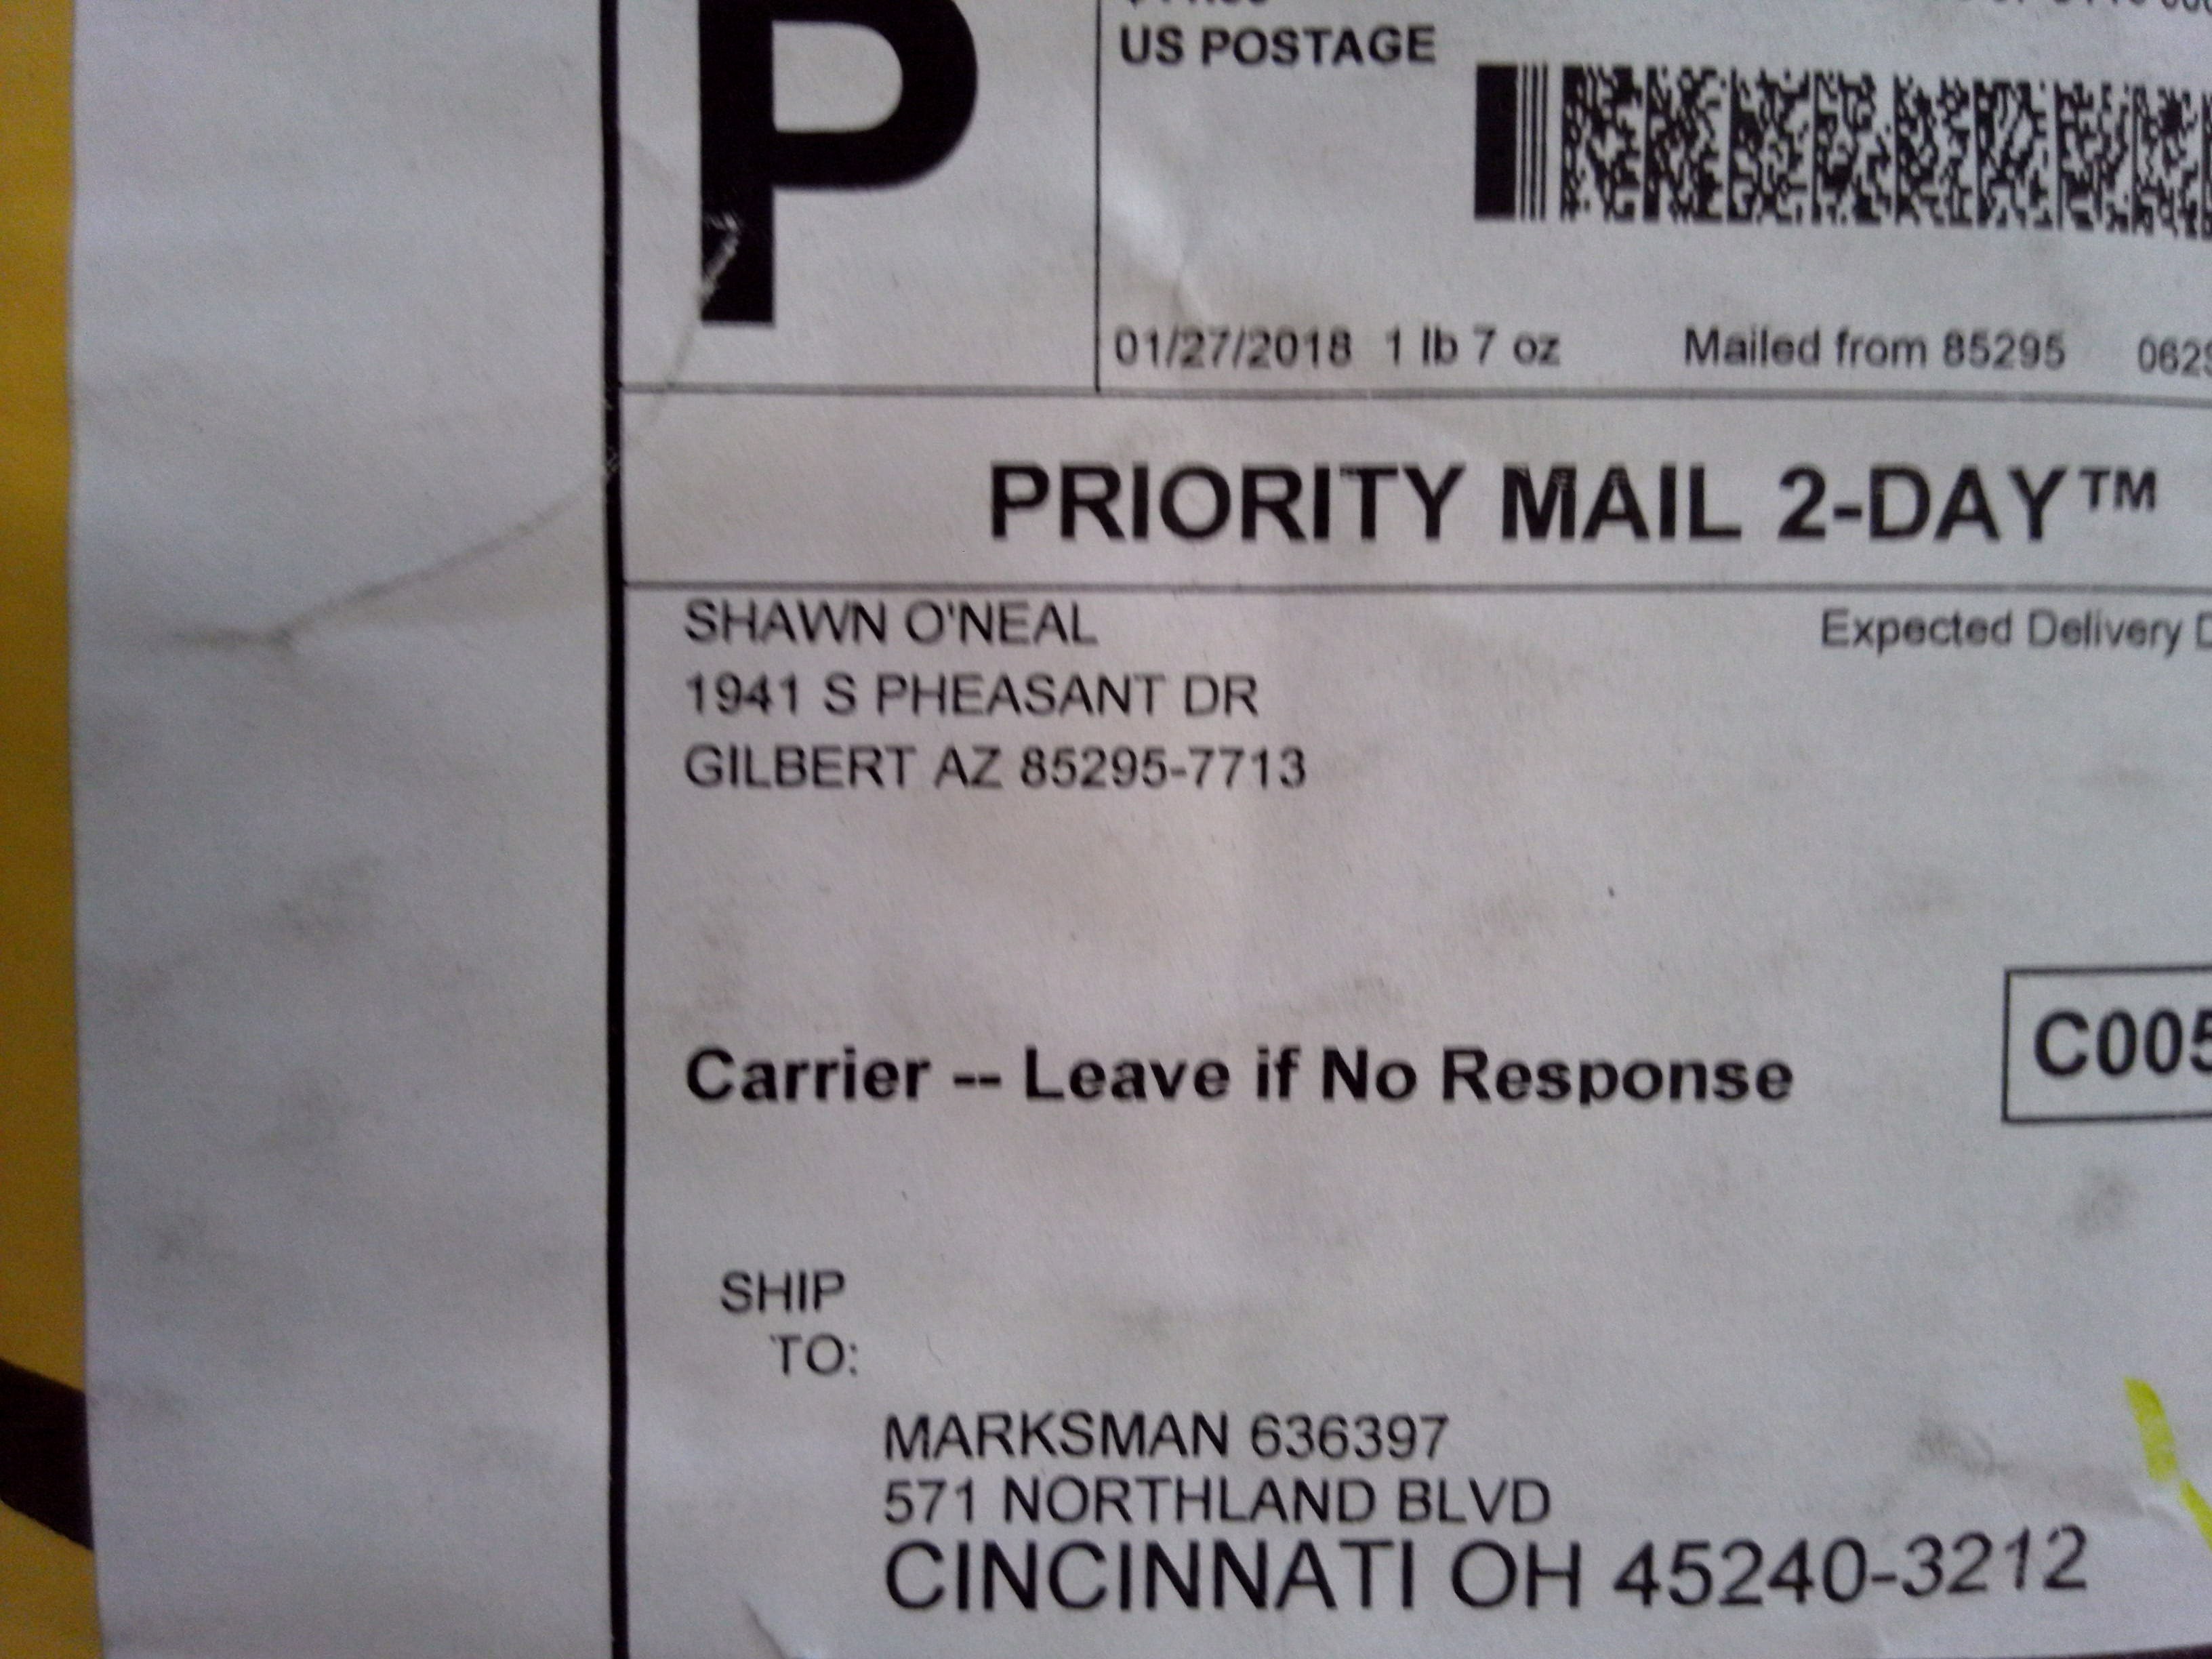 P
US POSTAGE
01/27/2018 1 lb 7 oz Mailed from 85295
PRIORITY MAIL 2-DAY™
SHAWN O'NEAL
Expected Delivery
1941 S PHEASANT DR
GILBERT AZ 85295-7713
Carrier -- Leave if No Response
C005
SHIP
TO:
MARKSMAN 636397
571 NORTHLAND BLVD
CINCINNATI OH 45240-3212